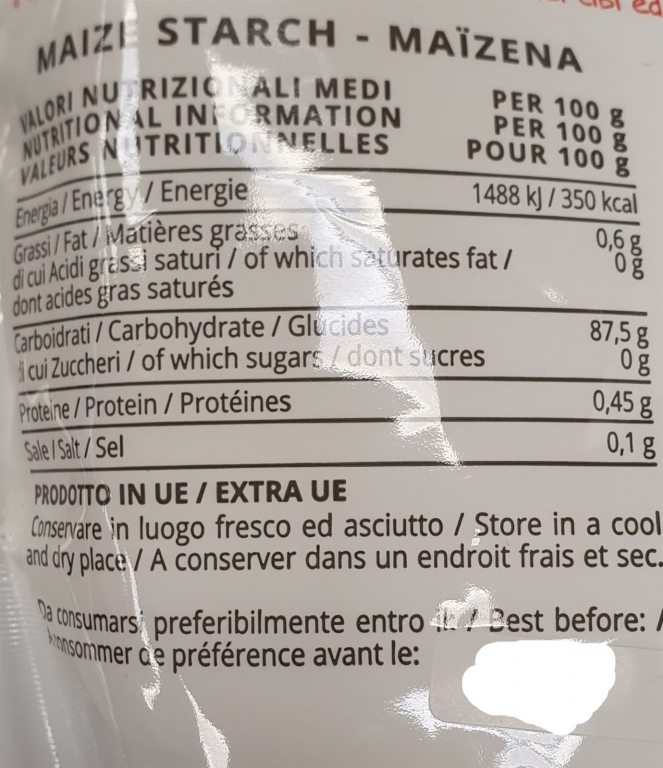 MAIZE STARCH - MAÏZENA
VALORI NUTRIZIONALI MEDI PER 100 g
NUTRITIONAL INFORMATION PER 100 g
VALEURS NUTRITIONNELLES POUR 100 g
Energia / Energy / Energie 1488 kJ / 350 kcal
Grassi / Fat / Matières grasses 0,6 g
di cui Acidi grassi saturi / of which saturates fat / 0 g
dont acides gras saturés
Carboidrati / Carbohydrate / Glucides 87,5 g
di cui Zuccheri / of which sugars / dont sucres 0 g
Proteine / Protein / Protéines 0,45 g
Sale / Salt / Sel 0,1 g
PRODOTTO IN UE / EXTRA UE
Conservare in luogo fresco ed asciutto / Store in a cool
and dry place / A conserver dans un endroit frais et sec.
Da consumarsi preferibilmente entro il: / Best before: /
consommer de préférence avant le: